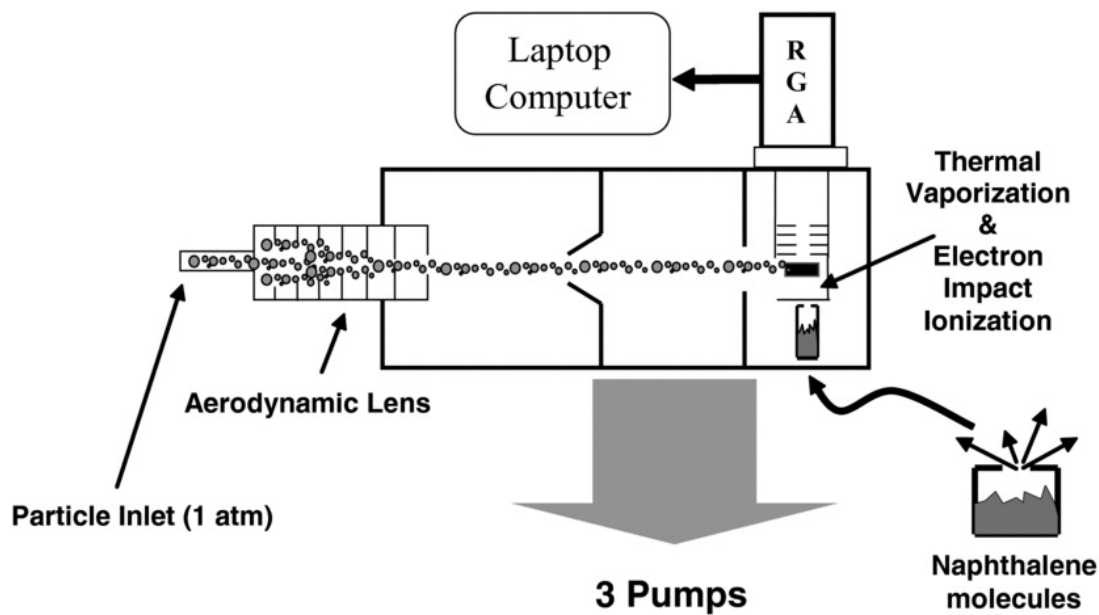 Laptop
Computer
R
G
A
Thermal
Vaporization
&
Electron
Impact
Ionization
Aerodynamic Lens
Particle Inlet (1 atm)
3 Pumps
Naphthalene
molecules